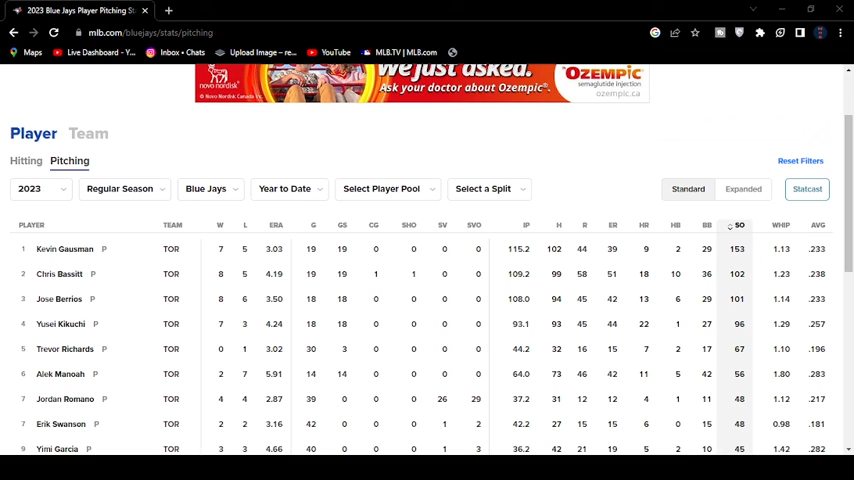 2023 Blue Jays Player Pitching St
mlb.com/bluejays/stats/pitching
Maps Live Dashboard - Y... Inbox • Chats Upload Image – re... YouTube MLB.TV | MLB.com
novo nordisk
We just asked.
Ask your doctor about Ozempic®.
OZEMPIC
semaglutide injection
ozempic.ca
Player Team
Hitting Pitching Reset Filters
2023 Regular Season Blue Jays Year to Date Select Player Pool Select a Split Standard Expanded Statcast
PLAYER TEAM W L ERA G GS CG SHO SV SVO IP H R ER HR HB BB SO WHIP AVG
1 Kevin Gausman P TOR 7 5 3.03 19 19 0 0 0 0 115.2 102 44 39 9 2 29 153 1.13 .233
2 Chris Bassitt P TOR 8 5 4.19 19 19 1 1 0 0 109.2 99 58 51 18 10 36 102 1.23 .238
3 Jose Berrios P TOR 8 6 3.50 18 18 0 0 0 0 108.0 94 45 42 13 6 29 101 1.14 .233
4 Yusei Kikuchi P TOR 7 3 4.24 18 18 0 0 0 0 93.1 93 45 44 22 1 27 96 1.29 .257
5 Trevor Richards P TOR 0 1 3.02 30 3 0 0 0 0 44.2 32 16 15 7 2 17 67 1.10 .196
6 Alek Manoah P TOR 2 7 5.91 14 14 0 0 0 0 64.0 73 46 42 11 5 42 56 1.80 .283
7 Jordan Romano P TOR 4 4 2.87 39 0 0 0 26 29 37.2 31 12 12 4 1 11 48 1.12 .217
7 Erik Swanson P TOR 2 2 3.16 42 0 0 0 1 2 42.2 27 15 15 6 0 15 48 0.98 .181
9 Yimi Garcia P TOR 3 3 4.66 40 0 0 0 1 3 36.2 42 21 19 5 2 10 45 1.42 .282